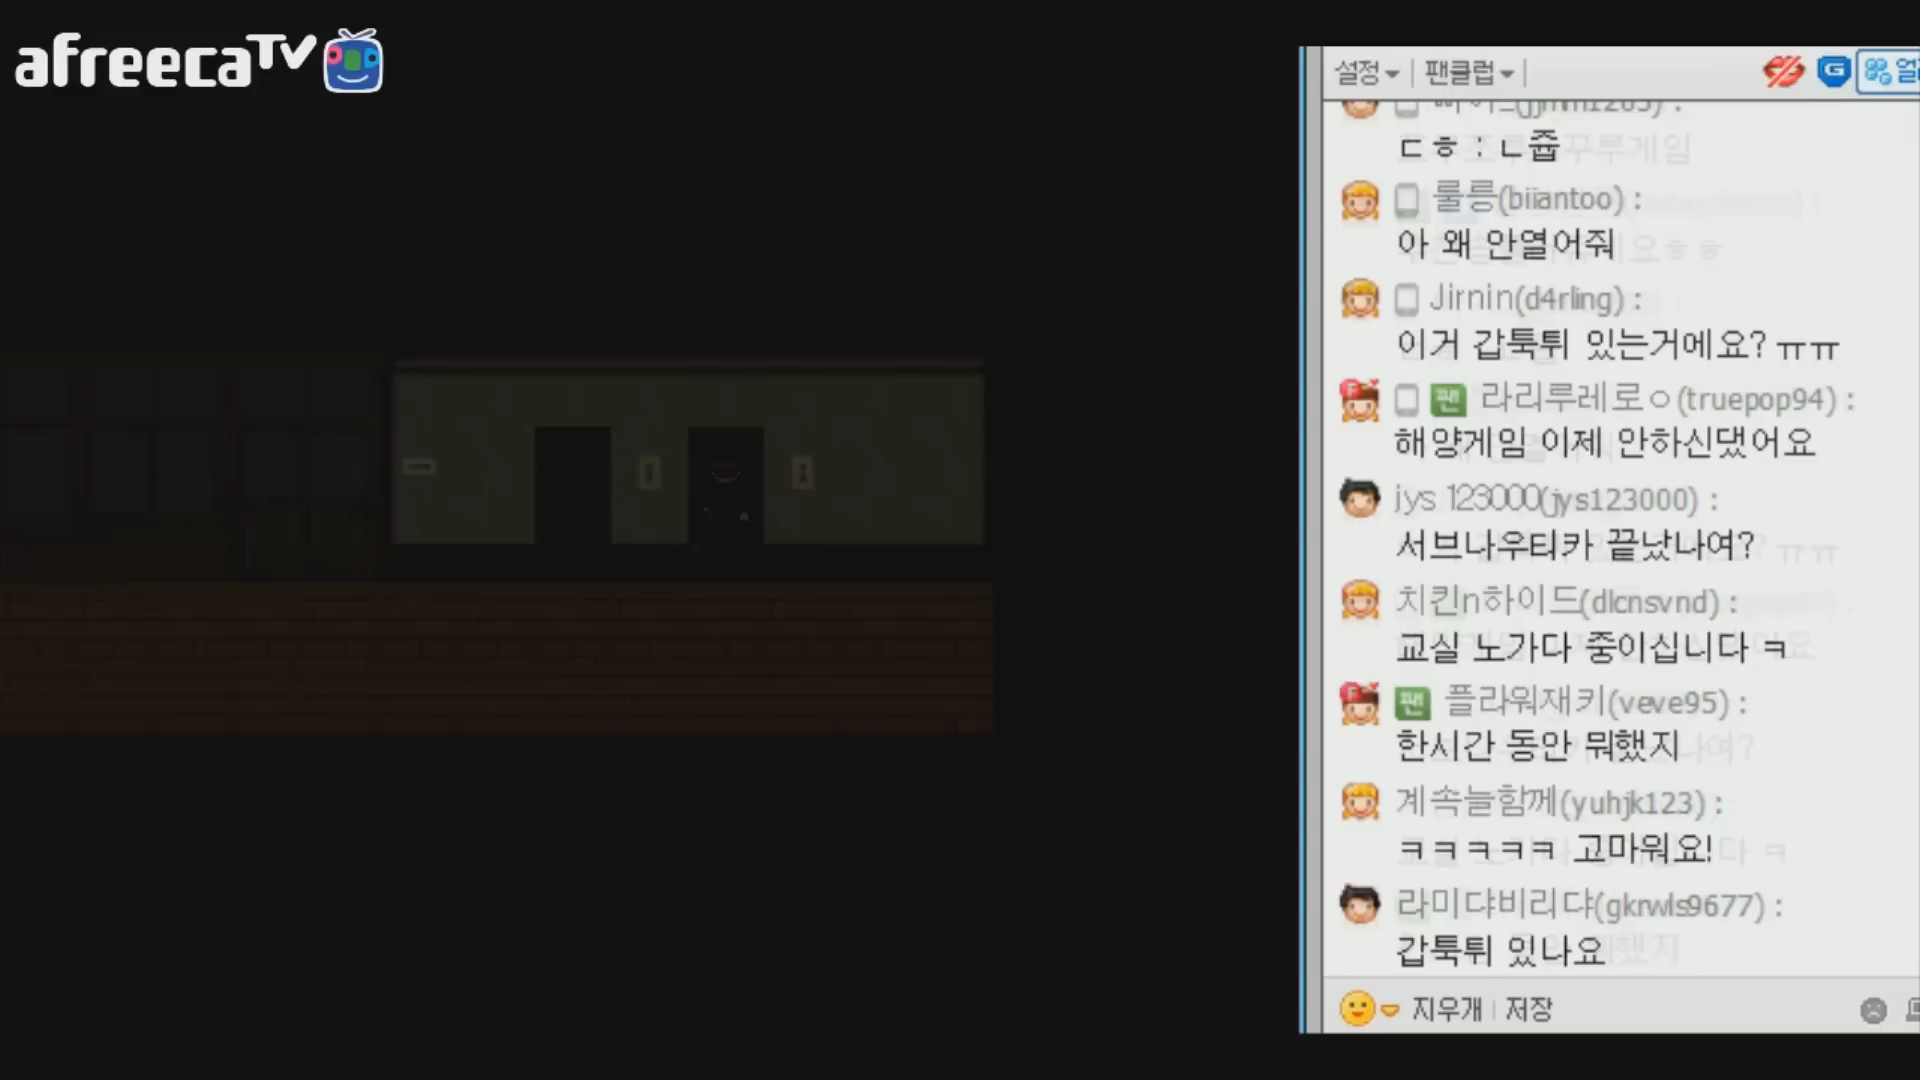 afreecaTV
설정 팬클럽
G
ㄷㅎ : ㄴ줍
룰릉(biiantoo) :
아 왜 안열어줘
Jirnin(d4rling) :
이거 갑툭튀 있는거에요? ㅠㅠ
팬 라리루레로ㅇ(truepop94) :
해양게임 이제 안하신댔어요
jys 123000(jys123000) :
서브나우티카 끝났나여?
치킨n하이드(dlcnsvnd) :
교실 노가다 중이십니다 ㅋ
팬 플라워재키(veve95) :
한시간 동안 뭐했지
계속늘함께(yuhjk123) :
ㅋㅋㅋㅋㅋ 고마워요!
라미댜비리댜(gkrwls9677) :
갑툭튀 있나요
지우개 저장